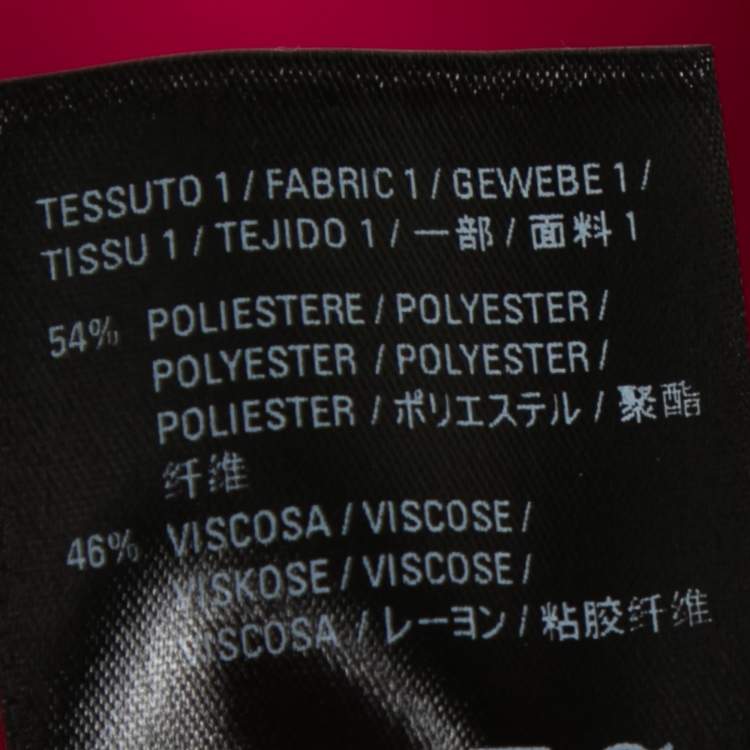 TESSUTO 1 / FABRIC 1 / GEWEBE 1 /
TISSU 1 / TEJIDO 1 / 一部 / 面料 1
54% POLIESTERE / POLYESTER /
POLYESTER / POLYESTER /
POLIESTER / ポリエステル / 聚酯
纤维
46% VISCOSA / VISCOSE /
VISKOSE / VISCOSE /
VISCOSA / レーヨン / 粘胶纤维